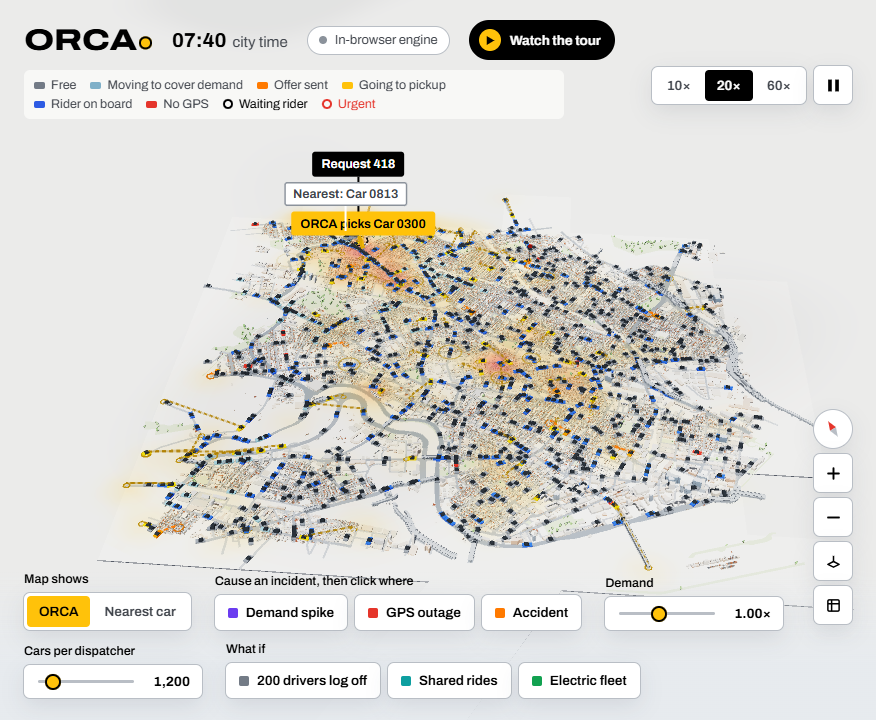 ORCA
07:40 city time
In-browser engine
Watch the tour
Free
Moving to cover demand
Offer sent
Going to pickup
Rider on board
No GPS
Waiting rider
Urgent
10×
20×
60×
Request 418
Nearest: Car 0813
ORCA picks Car 0300
Map shows
ORCA
Nearest car
Cause an incident, then click where
Demand spike
GPS outage
Accident
Demand
1.00×
Cars per dispatcher
1,200
What if
200 drivers log off
Shared rides
Electric fleet